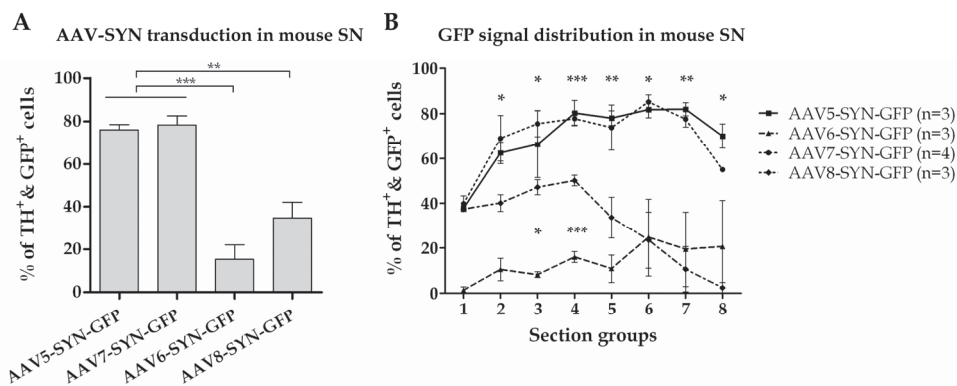 A
AAV-SYN transduction in mouse SN
% of TH⁺& GFP⁺ cells
100
80
60
40
20
0
**
***
AAV5-SYN-GFP
AAV7-SYN-GFP
AAV6-SYN-GFP
AAV8-SYN-GFP
B
GFP signal distribution in mouse SN
% of TH⁺& GFP⁺ cells
100
80
60
40
20
0
* * *** ** * ** *
* ***
1 2 3 4 5 6 7 8
Section groups
AAV5-SYN-GFP (n=3)
AAV6-SYN-GFP (n=3)
AAV7-SYN-GFP (n=4)
AAV8-SYN-GFP (n=3)